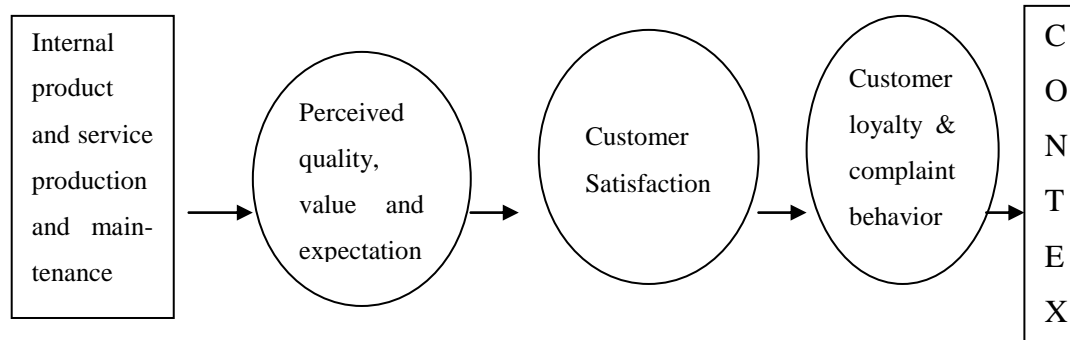 Internal
product
and service
production
and main-
tenance
Perceived
quality,
value and
expectation
Customer
Satisfaction
Customer
loyalty &
complaint
behavior
C
O
N
T
E
X